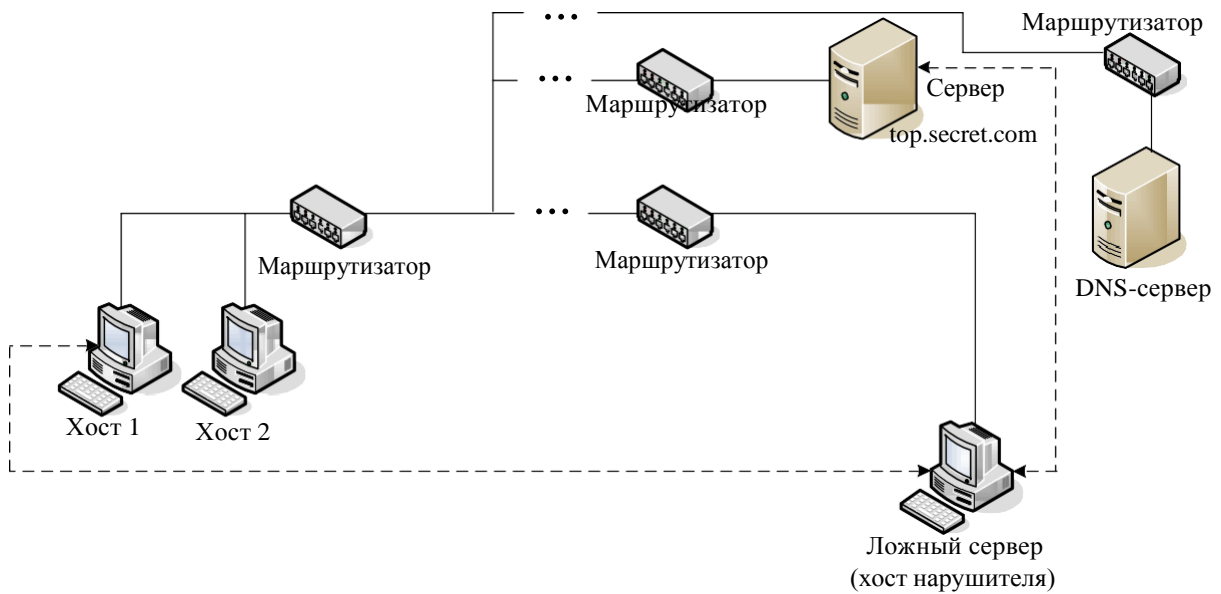 Маршрутизатор
Маршрутизатор
Сервер
top.secret.com
Маршрутизатор
Маршрутизатор
DNS-сервер
Хост 1
Хост 2
Ложный сервер
(хост нарушителя)